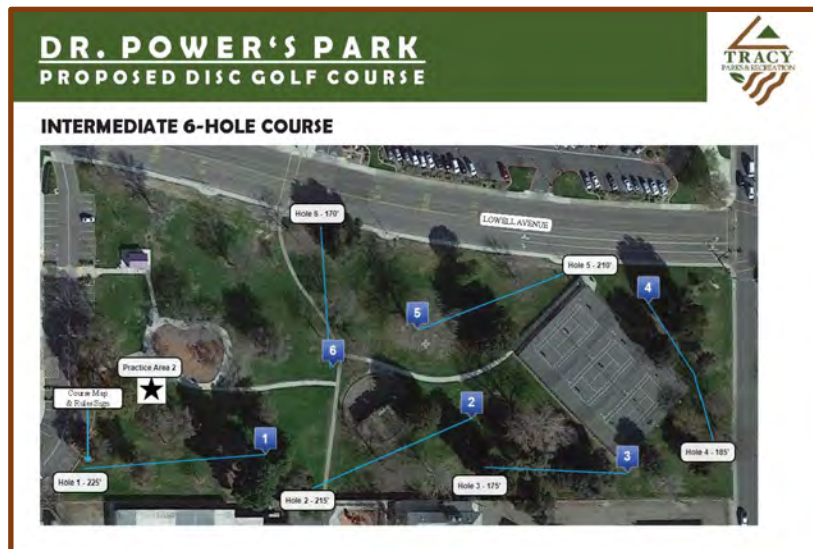 DR. POWER‘S PARK
PROPOSED DISC GOLF COURSE
TRACY
PARKS & RECREATION
INTERMEDIATE 6-HOLE COURSE
Hole 6 - 170'
LOWELL AVENUE
Hole 5 - 210'
4
5
6
Practice Area 2
Course Map
& Rules Sign
2
1
3
Hole 4 - 185'
Hole 1 - 225'
Hole 3 - 175'
Hole 2 - 215'